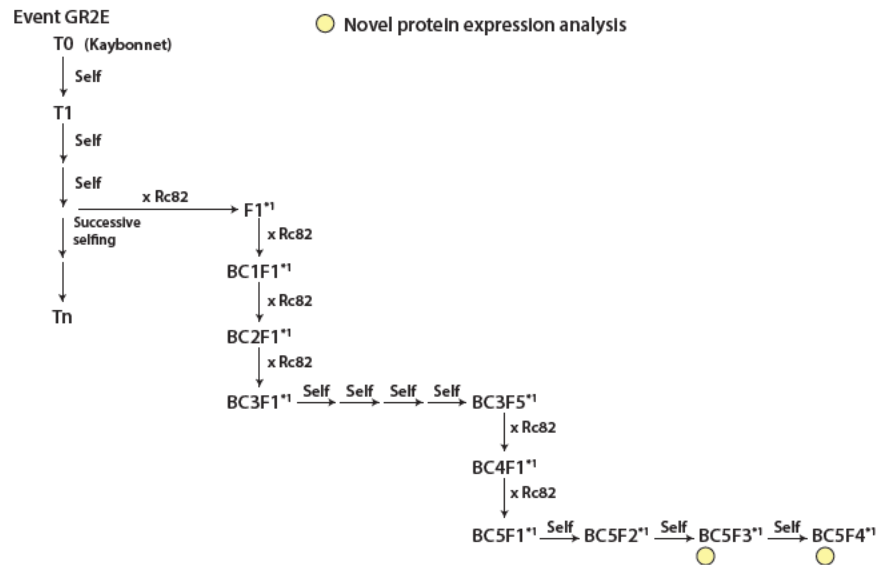 Event GR2E
Novel protein expression analysis
T0 (Kaybonnet)
Self
T1
Self
Self
x Rc82
F1*1
Successive
selfing
x Rc82
BC1F1*1
x Rc82
Tn
BC2F1*1
x Rc82
BC3F1*1 Self Self Self Self BC3F5*1
x Rc82
BC4F1*1
x Rc82
BC5F1*1 Self BC5F2*1 Self BC5F3*1 Self BC5F4*1